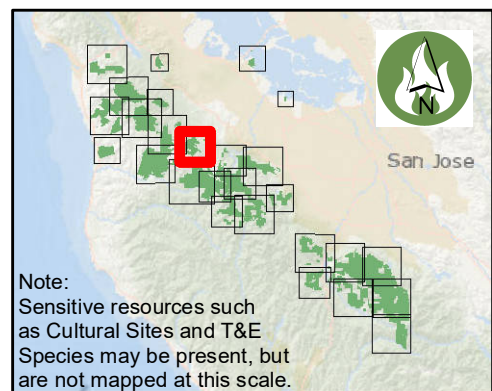 N
San Jose
Note:
Sensitive resources such
as Cultural Sites and T&E
Species may be present, but
are not mapped at this scale.